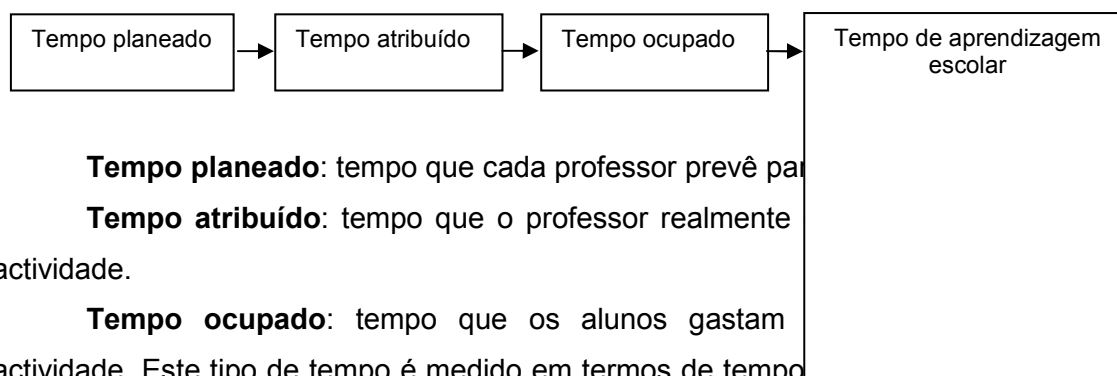 Tempo planeado Tempo atribuído Tempo ocupado Tempo de aprendizagem
escolar
Tempo planeado: tempo que cada professor prevê
Tempo atribuído: tempo que o professor realmente
actividade.
Tempo ocupado: tempo que os alunos gastam
actividade. Este tipo de tempo é medido em termos de tempo